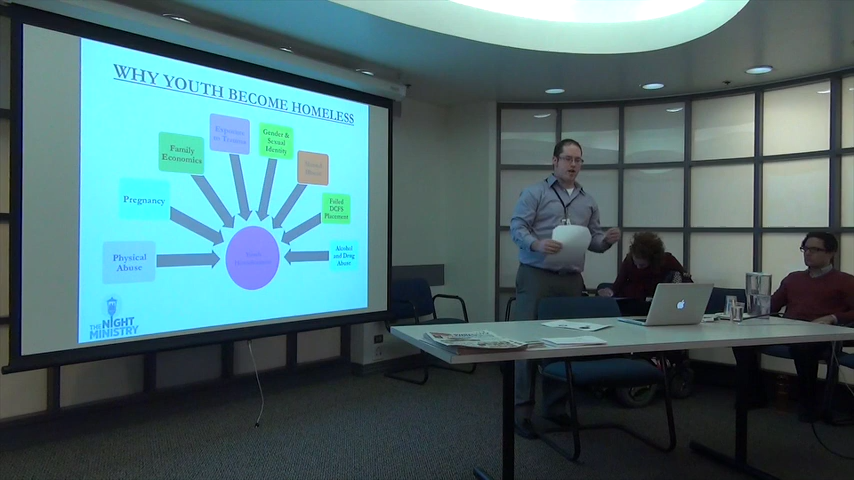 WHY YOUTH BECOME HOMELESS
Exposure
to Trauma
Gender &
Sexual
Identity
Family
Economics
Pregnancy
Failed
DCFS
Placement
Physical
Abuse
Alcohol
and Drug
Abuse
THE NIGHT
MINISTRY